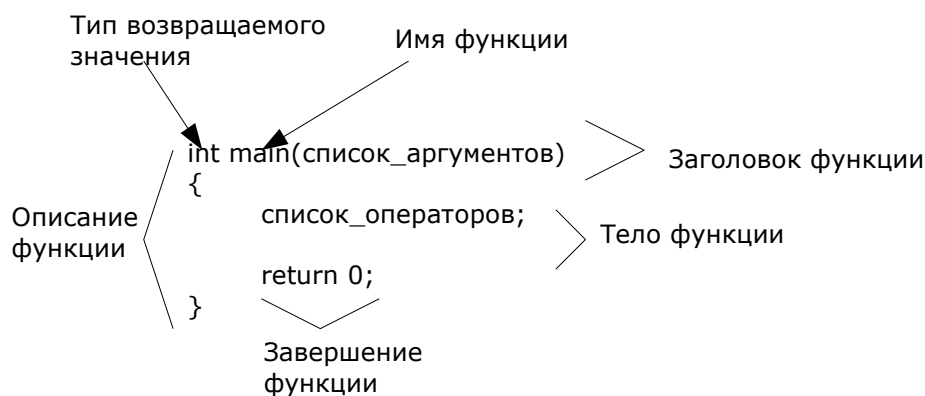 Тип возвращаемого
значения
Имя функции
int main(список_аргументов)
Заголовок функции
{
Описание
функции
список_операторов;
Тело функции
return 0;
}
Завершение
функции